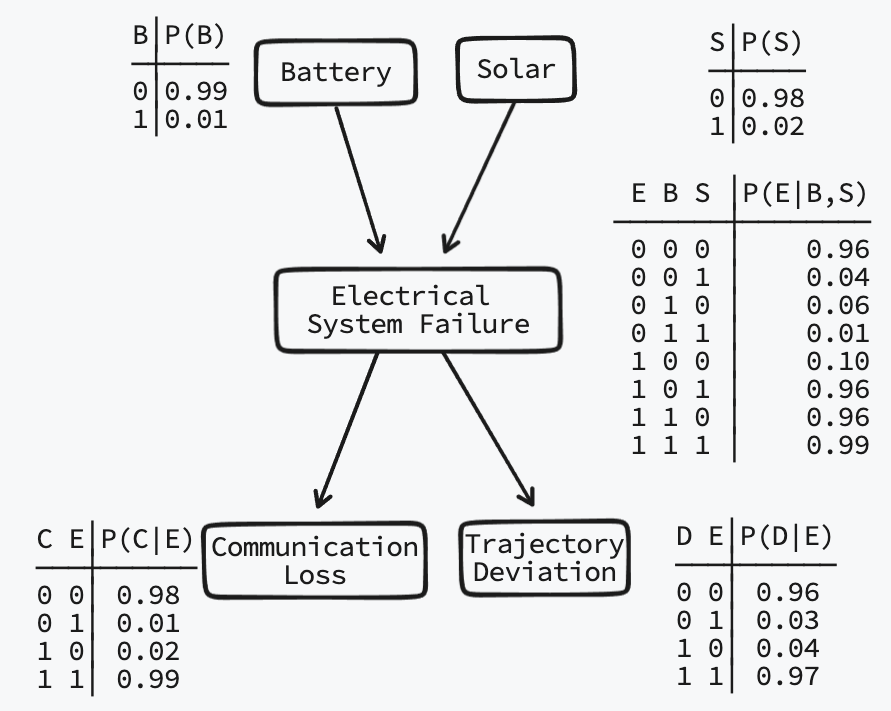 B P(B)
0 0.99
1 0.01
Battery
Solar
S P(S)
0 0.98
1 0.02
E B S P(E|B,S)
0 0 0 0.96
0 0 1 0.04
0 1 0 0.06
0 1 1 0.01
1 0 0 0.10
1 0 1 0.96
1 1 0 0.96
1 1 1 0.99
Electrical
System Failure
C E P(C|E)
0 0 0.98
0 1 0.01
1 0 0.02
1 1 0.99
Communication
Loss
Trajectory
Deviation
D E P(D|E)
0 0 0.96
0 1 0.03
1 0 0.04
1 1 0.97